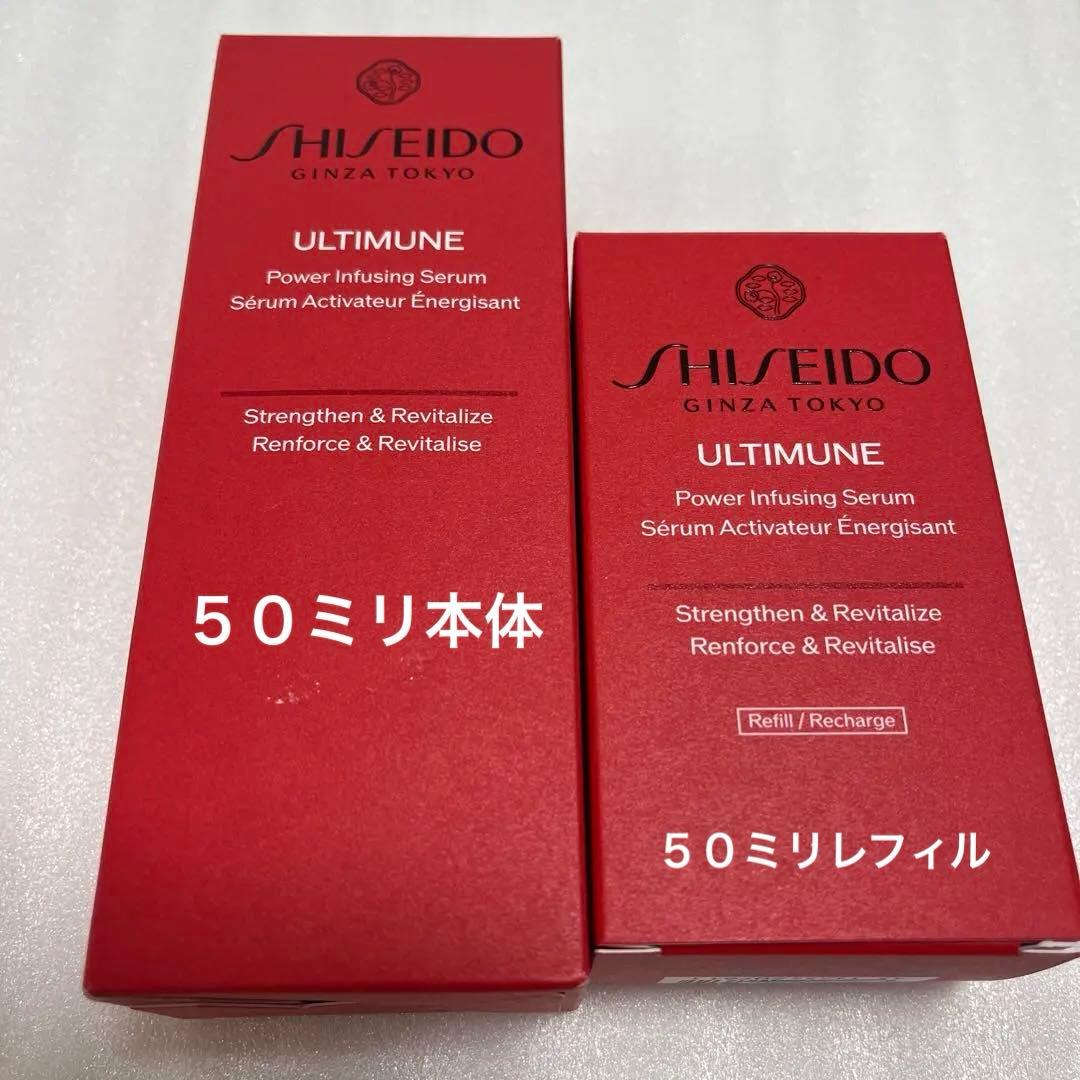 SHISEIDO
GINZA TOKYO
ULTIMUNE
Power Infusing Serum
Sérum Activateur Énergisant
Strengthen & Revitalize
Renforce & Revitalise
５０ミリ本体
SHISEIDO
GINZA TOKYO
ULTIMUNE
Power Infusing Serum
Sérum Activateur Énergisant
Strengthen & Revitalize
Renforce & Revitalise
Refill / Recharge
５０ミリレフィル